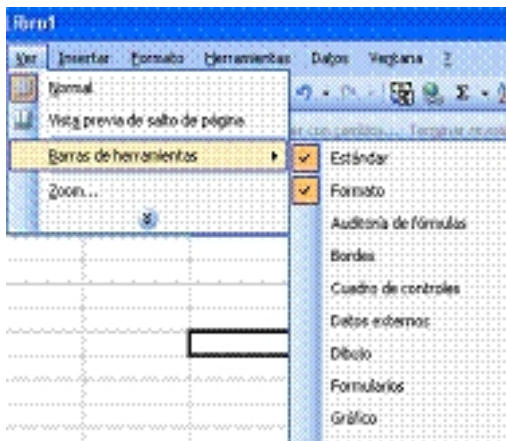 Libro1
Ver Insertar Formato Herramientas Datos Ventana ?
Normal
Vista previa de salto de página
Barras de herramientas
Zoom...
Estándar
Formato
Auditoría de fórmulas
Bordes
Cuadro de controles
Datos externos
Dibujo
Formularios
Gráfico